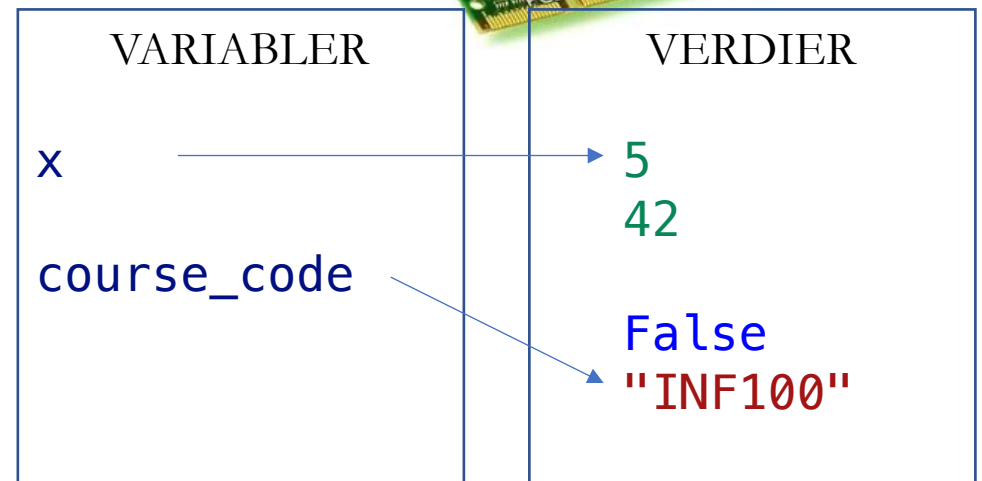 VARIABLER
x
course_code
VERDIER
5
42
False
"INF100"